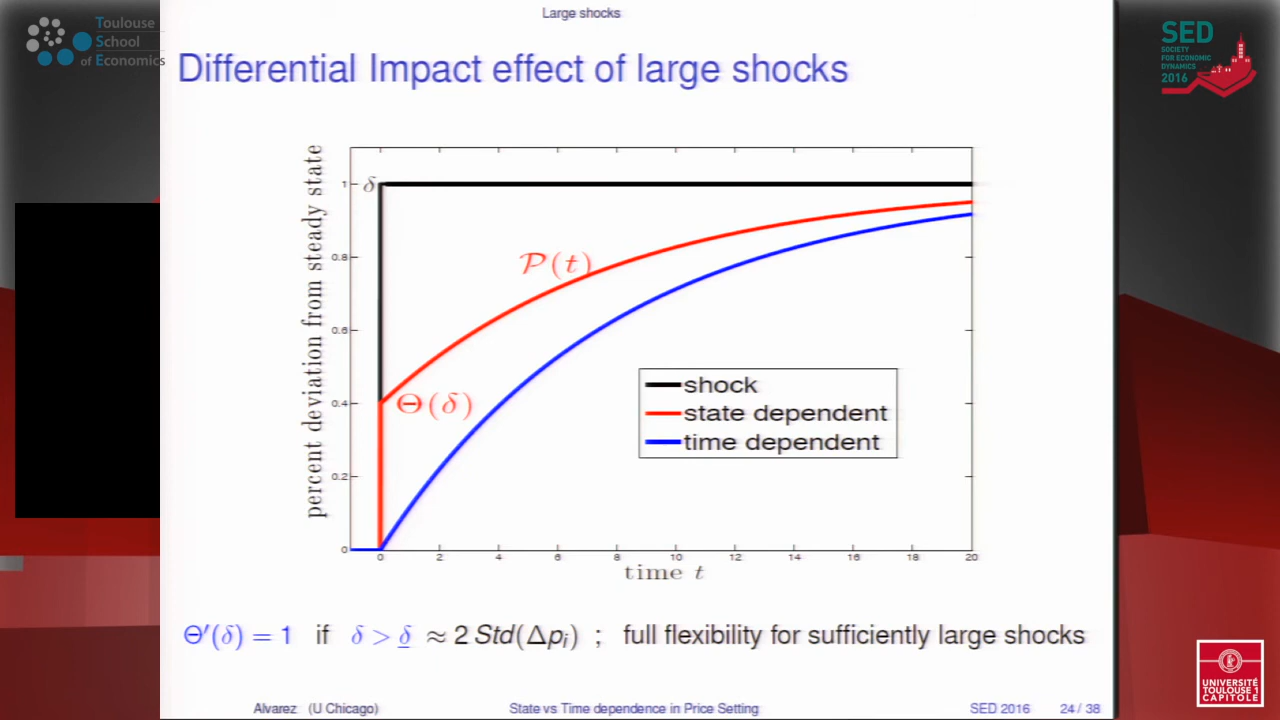 Large shocks
Toulouse
School
of Economics
SED
SOCIETY
FOR ECONOMIC
DYNAMICS
2016
Differential Impact effect of large shocks
percent deviation from steady state
1
δ
0.8
0.6
0.4
0.2
0
P(t)
Θ(δ)
shock
state dependent
time dependent
0 2 4 6 8 10 12 14 16 18 20
time t
Θ′(δ) = 1 if δ > δ̲ ≈ 2 Std(Δpᵢ) ; full flexibility for sufficiently large shocks
Alvarez (U Chicago) State vs Time dependence in Price Setting SED 2016 24 / 38
UNIVERSITÉ
TOULOUSE 1
CAPITOLE